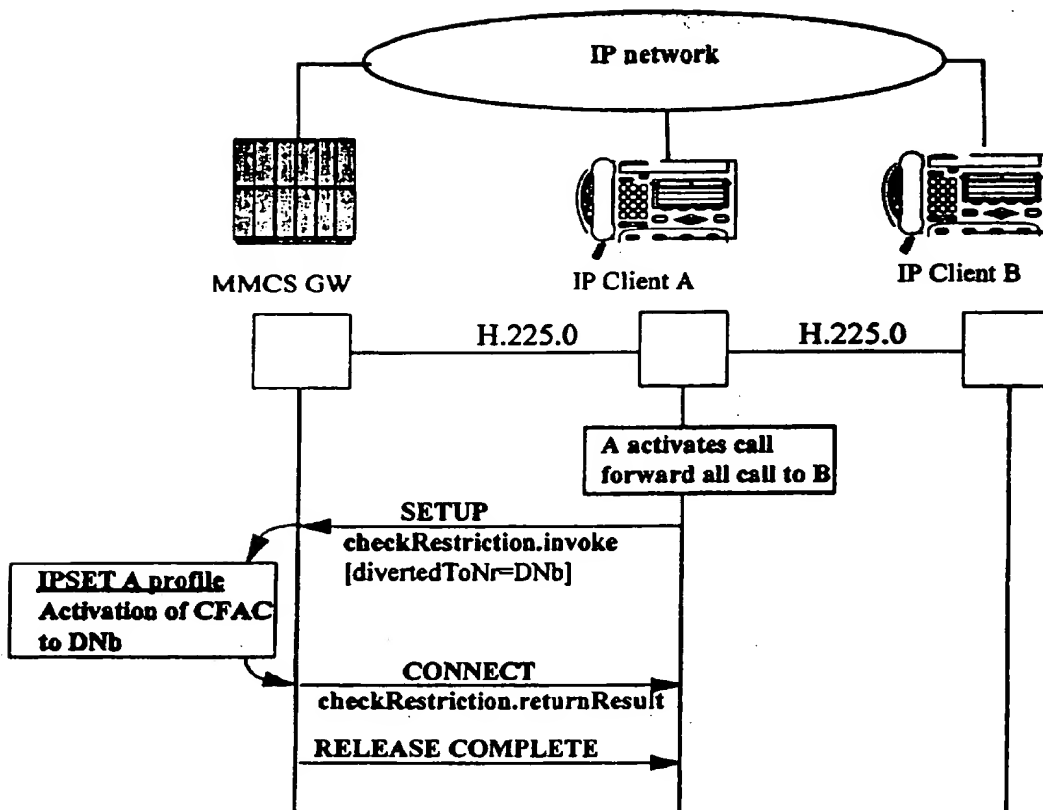 IP network
MMCS GW
IP Client A
IP Client B
H.225.0
H.225.0
A activates call
forward all call to B
SETUP
checkRestriction.invoke
[divertedToNr=DNb]
IPSET A profile
Activation of CFAC
to DNb
CONNECT
checkRestriction.returnResult
RELEASE COMPLETE